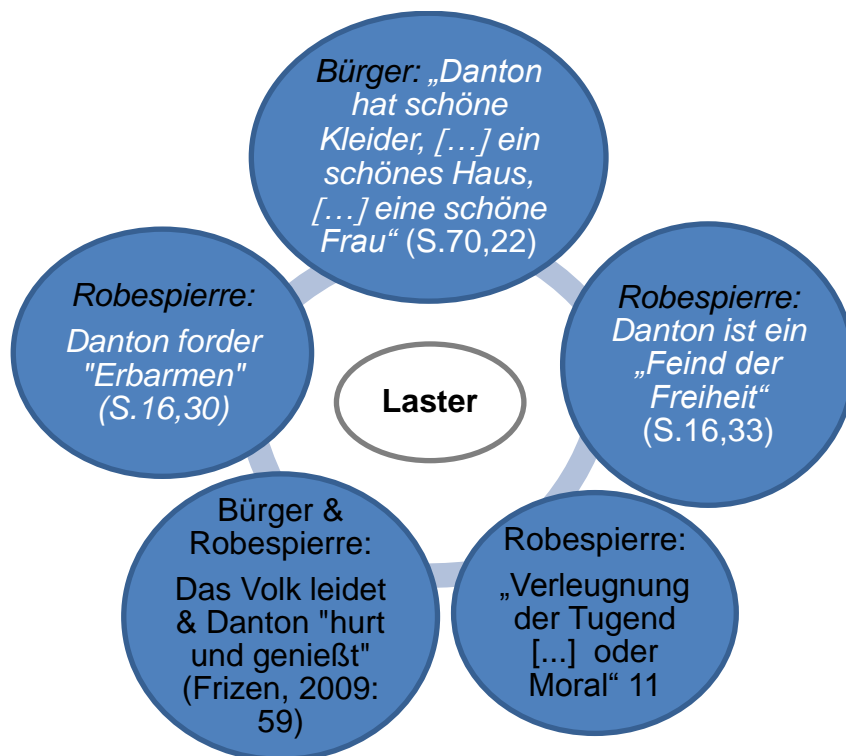 Bürger: „Danton
hat schöne
Kleider, […] ein
schönes Haus,
[…] eine schöne
Frau“ (S.70,22)
Robespierre:
Danton ist ein
„Feind der
Freiheit“
(S.16,33)
Robespierre:
„Verleugnung
der Tugend
[...] oder
Moral“ 11
Bürger &
Robespierre:
Das Volk leidet
& Danton "hurt
und genießt"
(Frizen, 2009:
59)
Robespierre:
Danton forder
"Erbarmen"
(S.16,30)
Laster